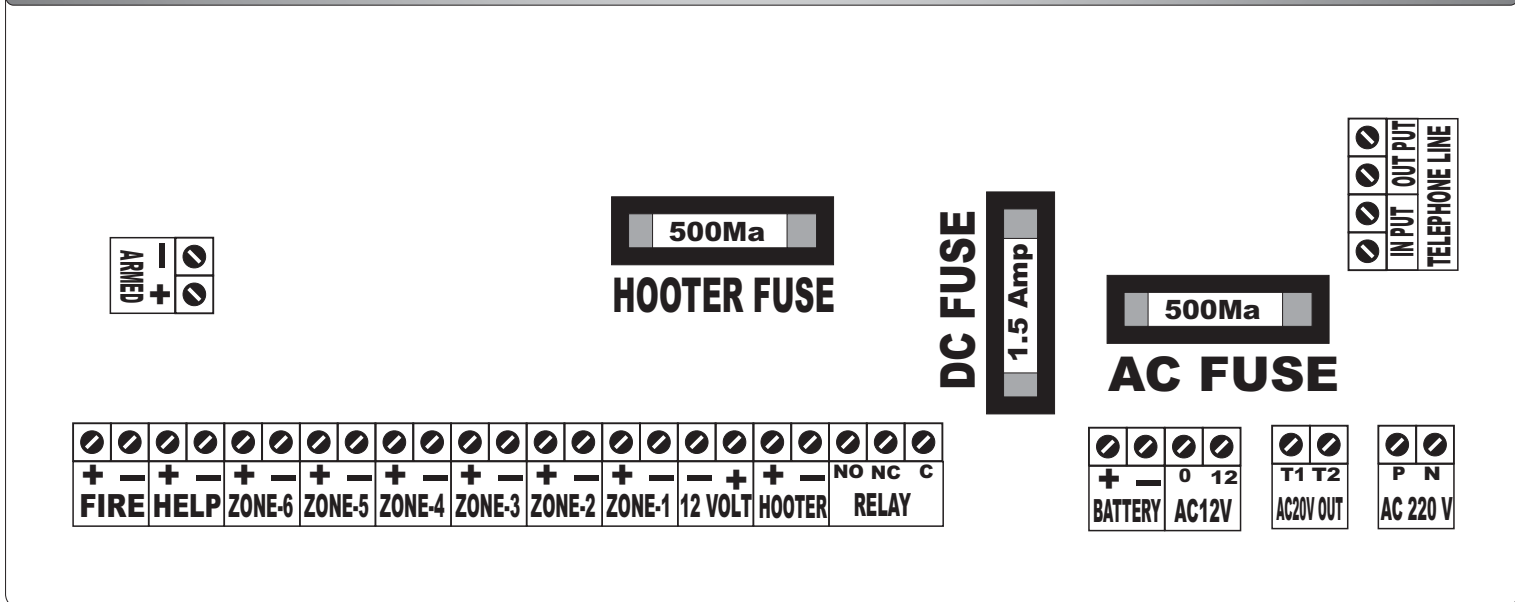 OUT PUT
IN PUT
TELEPHONE LINE
ARMED
− +
500Ma
HOOTER FUSE
DC FUSE
1.5 Amp
500Ma
AC FUSE
+ − + − + − + − + − + − + − + − − + + − NO NC C
FIRE HELP ZONE-6 ZONE-5 ZONE-4 ZONE-3 ZONE-2 ZONE-1 12 VOLT HOOTER RELAY
+ − 0 12
BATTERY AC12V
T1 T2
AC20V OUT
P N
AC 220 V